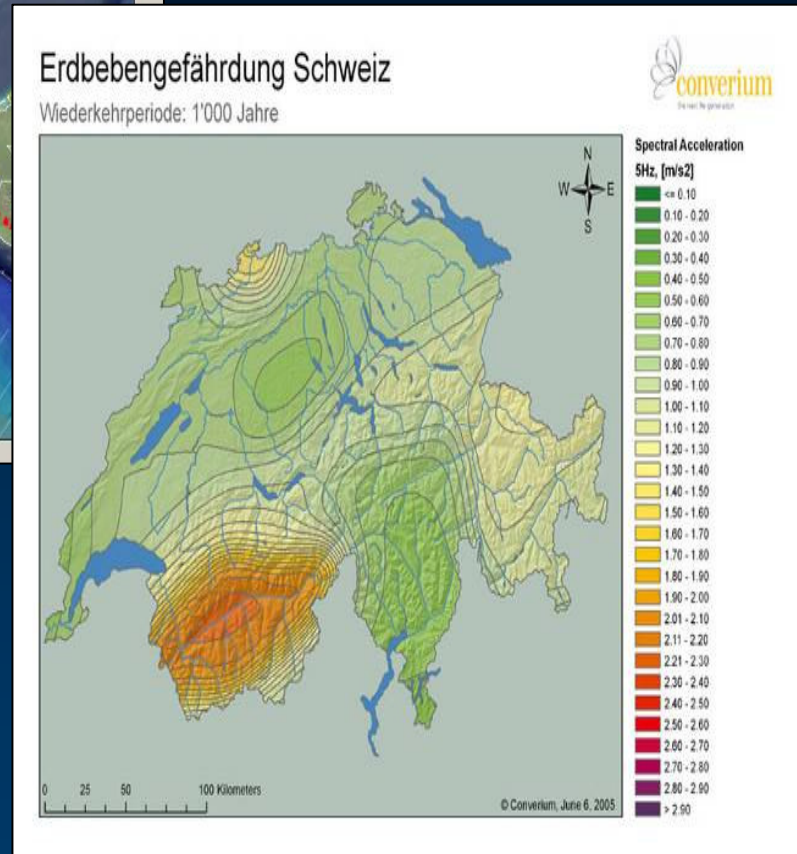 Erdbebengefährdung Schweiz
Wiederkehrperiode: 1'000 Jahre
converium
N
W E
S
Spectral Acceleration
5Hz, [m/s2]
<= 0.10
0.10 - 0.20
0.20 - 0.30
0.30 - 0.40
0.40 - 0.50
0.50 - 0.60
0.60 - 0.70
0.70 - 0.80
0.80 - 0.90
0.90 - 1.00
1.00 - 1.10
1.10 - 1.20
1.20 - 1.30
1.30 - 1.40
1.40 - 1.50
1.50 - 1.60
1.60 - 1.70
1.70 - 1.80
1.80 - 1.90
1.90 - 2.00
2.01 - 2.10
2.11 - 2.20
2.21 - 2.30
2.30 - 2.40
2.40 - 2.50
2.50 - 2.60
2.60 - 2.70
2.70 - 2.80
2.80 - 2.90
> 2.90
0 25 50 100 Kilometers
© Converium, June 6, 2005